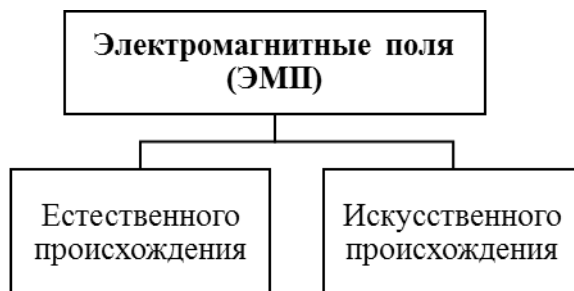 Электромагнитные поля
(ЭМП)
Естественного
происхождения
Искусственного
происхождения